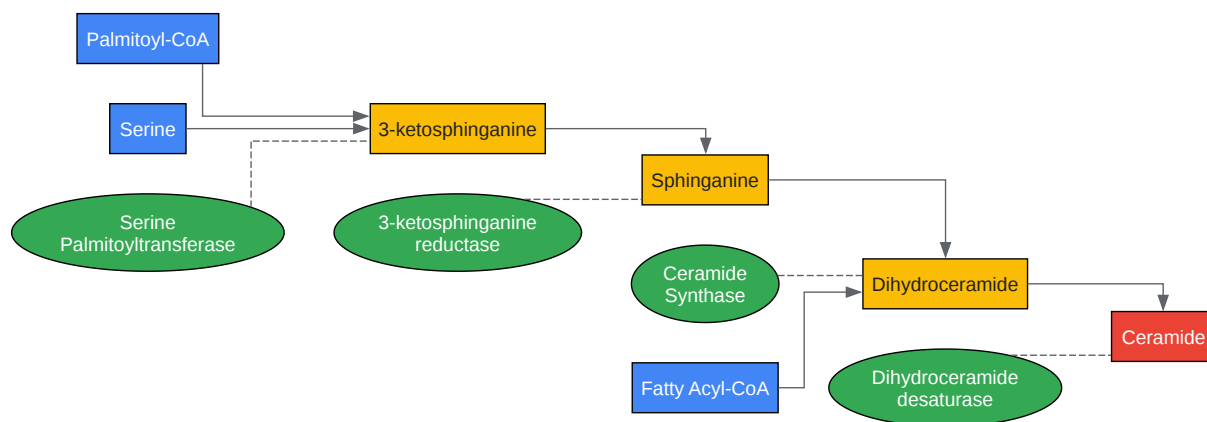 Palmitoyl-CoA
Serine
3-ketosphinganine
Sphinganine
Serine
Palmitoyltransferase
3-ketosphinganine
reductase
Ceramide
Synthase
Dihydroceramide
Ceramide
Fatty Acyl-CoA
Dihydroceramide
desaturase